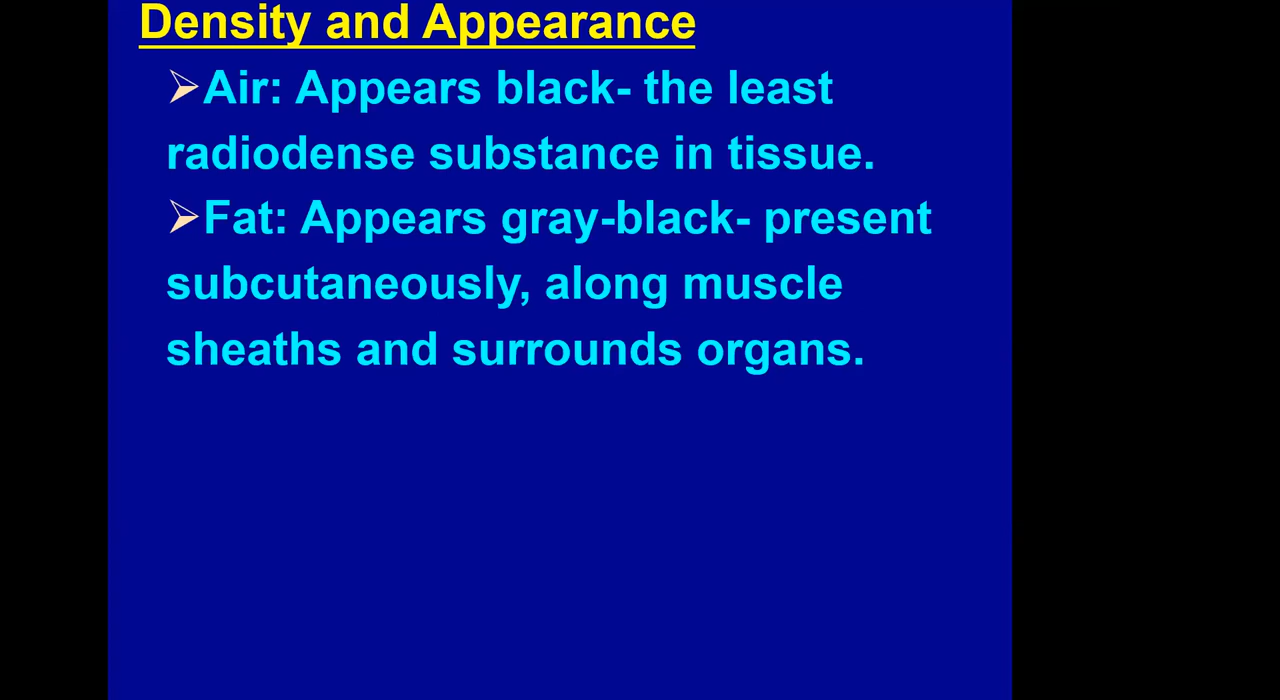 Density and Appearance
➢Air: Appears black- the least
radiodense substance in tissue.
➢Fat: Appears gray-black- present
subcutaneously, along muscle
sheaths and surrounds organs.